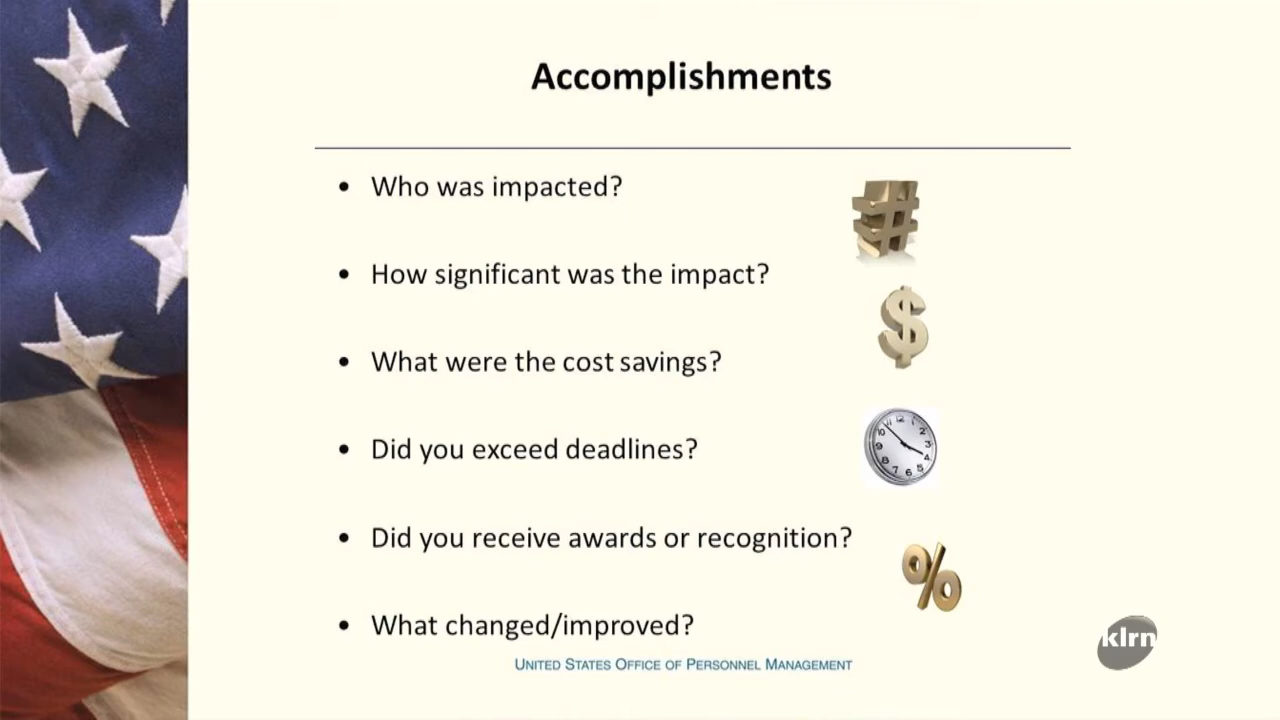 Accomplishments
• Who was impacted?
#
• How significant was the impact?
$
• What were the cost savings?
• Did you exceed deadlines?
• Did you receive awards or recognition?
%
• What changed/improved?
UNITED STATES OFFICE OF PERSONNEL MANAGEMENT
klrn